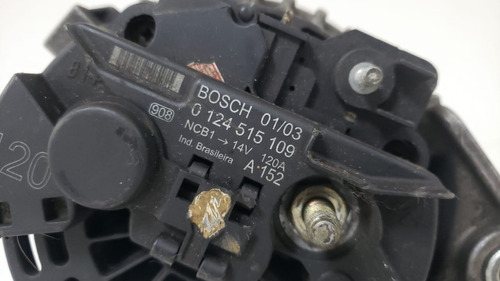 BOSCH 01/03
908 0 124 515 109
NCB1 → 14V 120A
Ind. Brasileira A·152
120